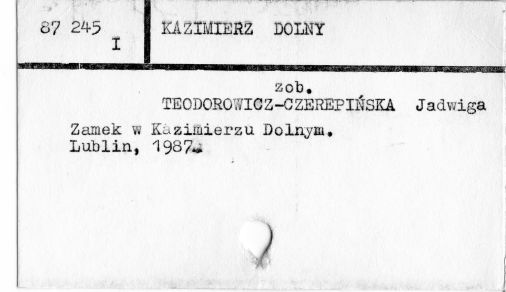 87 245 KAZIMIERZ DOLNY
I
zob.
TEODOROWICZ-CZEREPIŃSKA Jadwiga
Zamek w Kazimierzu Dolnym.
Lublin, 1987.